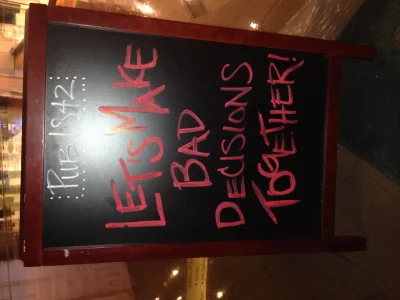 PUB 1842
LET'S MAKE
BAD
DECISIONS
TOGETHER!